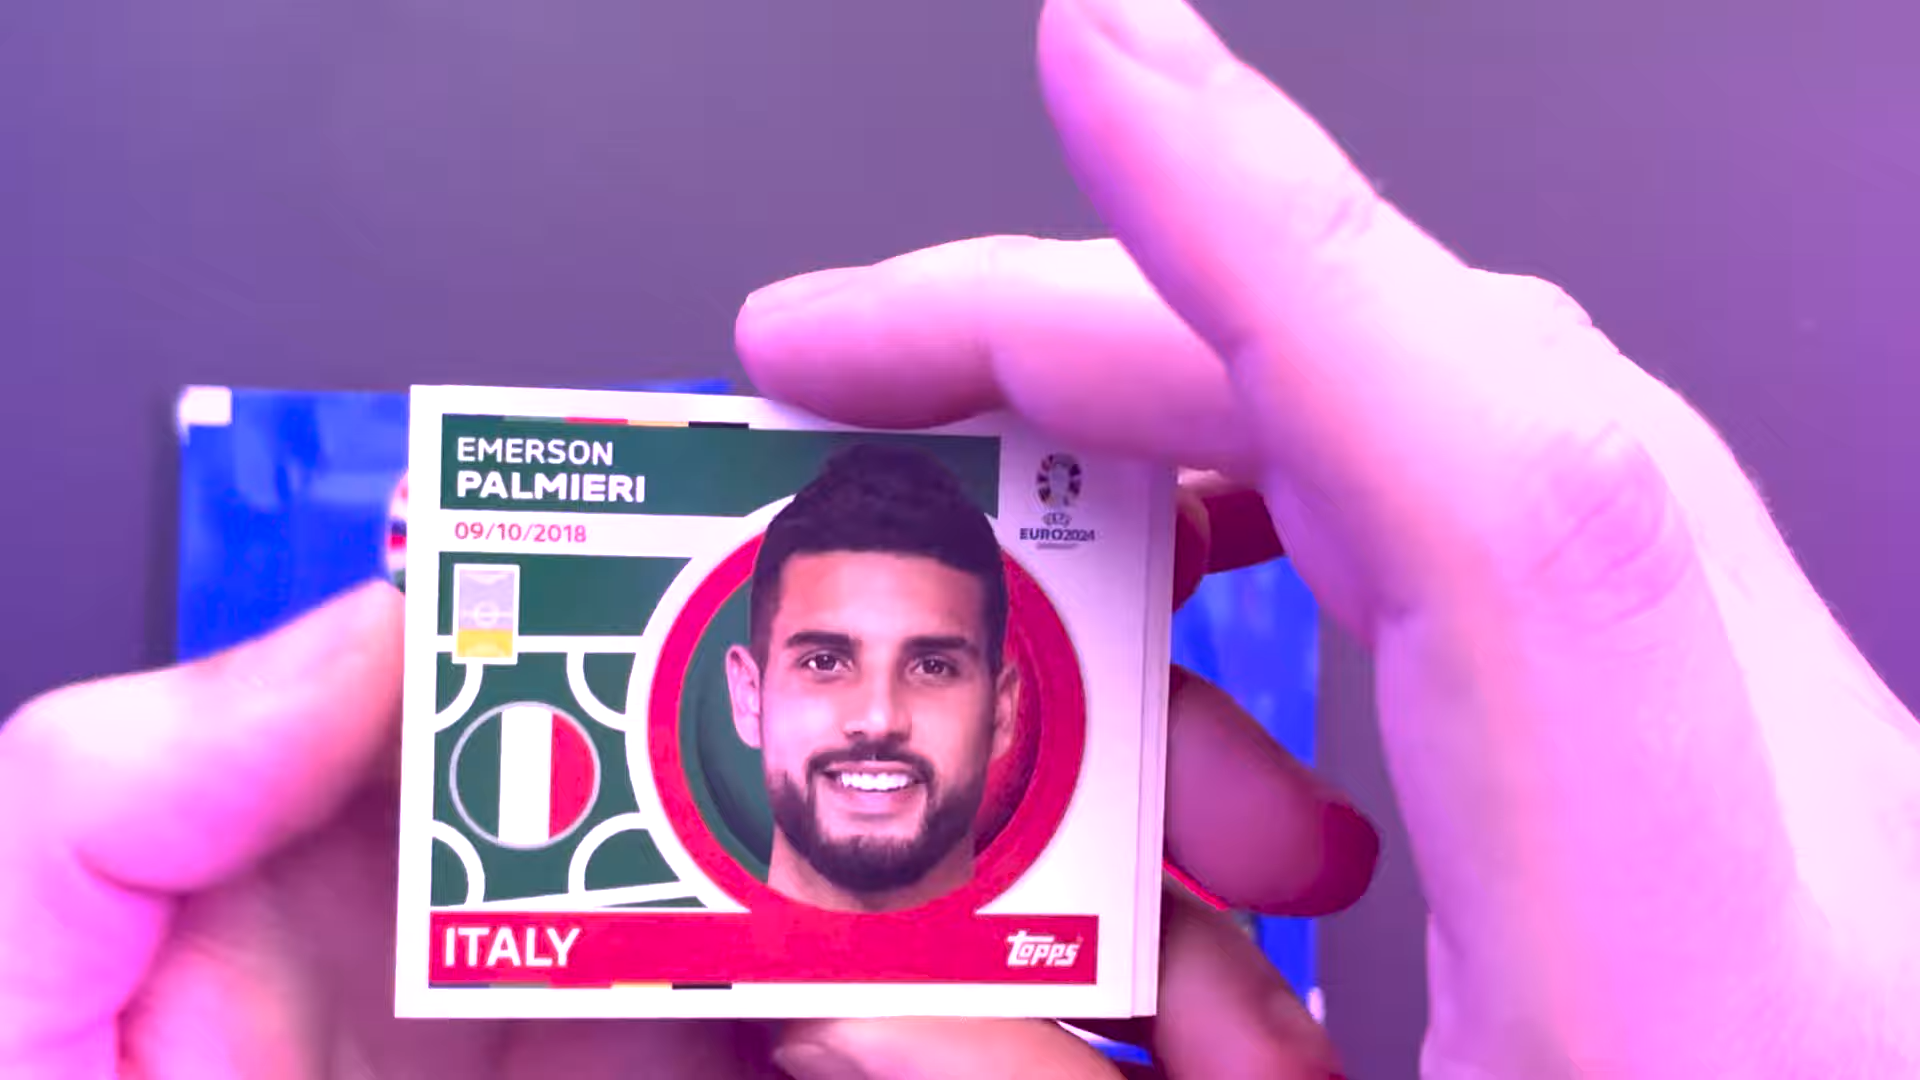 EMERSON
PALMIERI
09/10/2018
EURO2024
ITALY
Topps